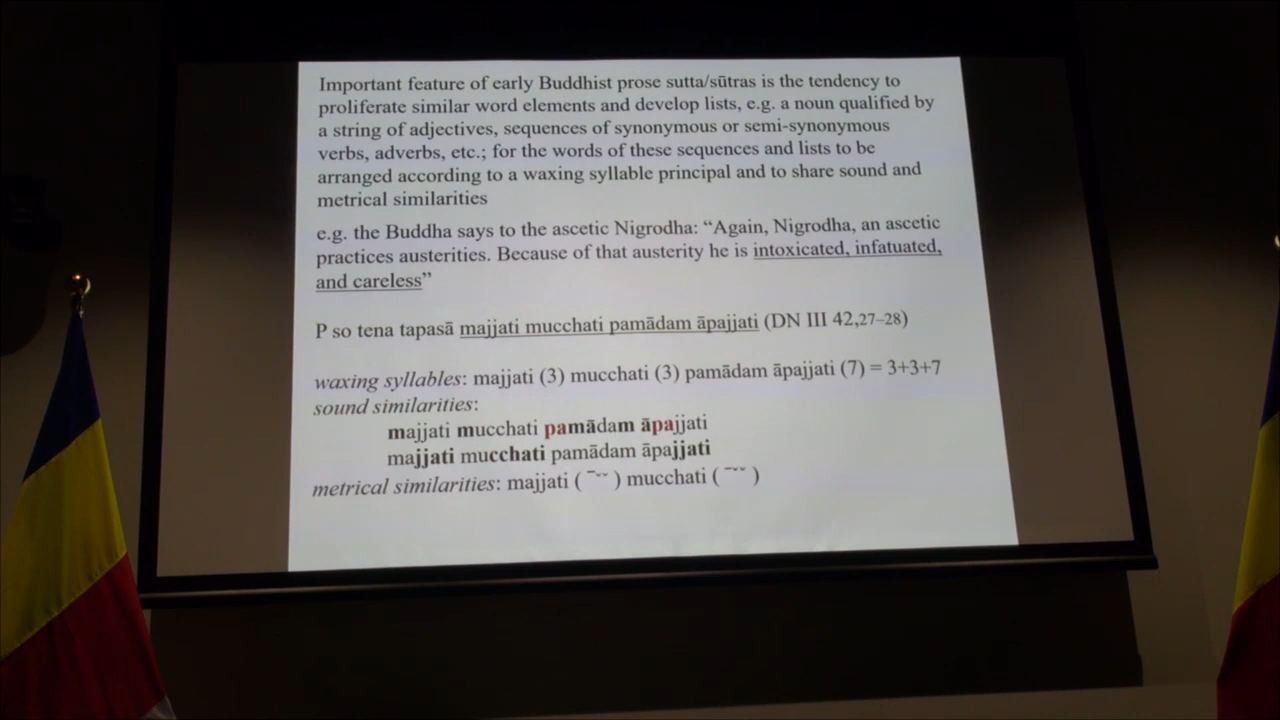 Important feature of early Buddhist prose sutta/sūtras is the tendency to
proliferate similar word elements and develop lists, e.g. a noun qualified by
a string of adjectives, sequences of synonymous or semi-synonymous
verbs, adverbs, etc.; for the words of these sequences and lists to be
arranged according to a waxing syllable principal and to share sound and
metrical similarities
e.g. the Buddha says to the ascetic Nigrodha: “Again, Nigrodha, an ascetic
practices austerities. Because of that austerity he is intoxicated, infatuated,
and careless”
P so tena tapasā majjati mucchati pamādam āpajjati (DN III 42,27–28)
waxing syllables: majjati (3) mucchati (3) pamādam āpajjati (7) = 3+3+7
sound similarities:
majjati mucchati pamādam āpajjati
majjati mucchati pamādam āpajjati
metrical similarities: majjati ( ¯˘˘ ) mucchati ( ¯˘˘ )